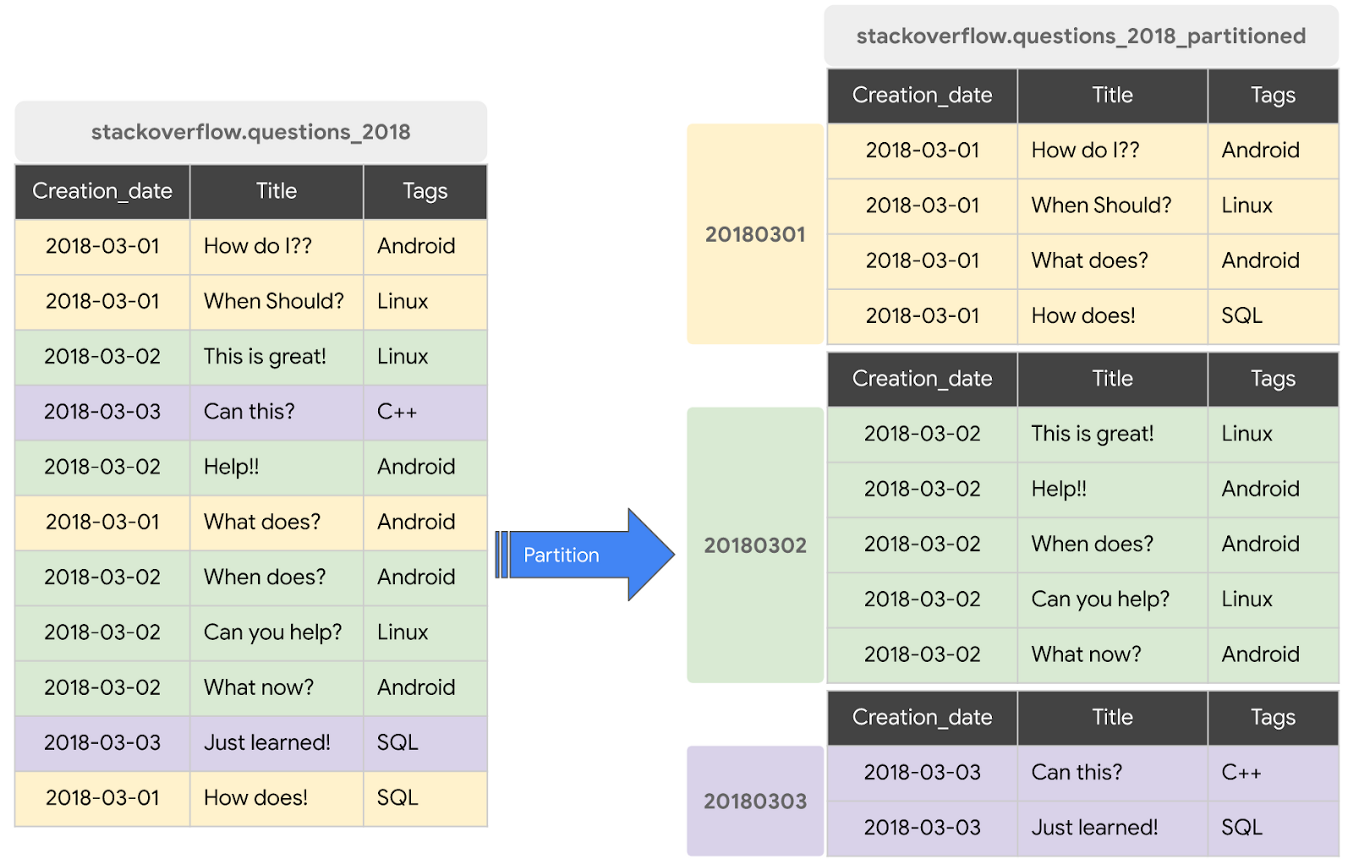 stackoverflow.questions_2018
Creation_date Title Tags
2018-03-01 How do I?? Android
2018-03-01 When Should? Linux
2018-03-02 This is great! Linux
2018-03-03 Can this? C++
2018-03-02 Help!! Android
2018-03-01 What does? Android
2018-03-02 When does? Android
2018-03-02 Can you help? Linux
2018-03-02 What now? Android
2018-03-03 Just learned! SQL
2018-03-01 How does! SQL
Partition
stackoverflow.questions_2018_partitioned
Creation_date Title Tags
20180301
2018-03-01 How do I?? Android
2018-03-01 When Should? Linux
2018-03-01 What does? Android
2018-03-01 How does! SQL
Creation_date Title Tags
20180302
2018-03-02 This is great! Linux
2018-03-02 Help!! Android
2018-03-02 When does? Android
2018-03-02 Can you help? Linux
2018-03-02 What now? Android
Creation_date Title Tags
20180303
2018-03-03 Can this? C++
2018-03-03 Just learned! SQL